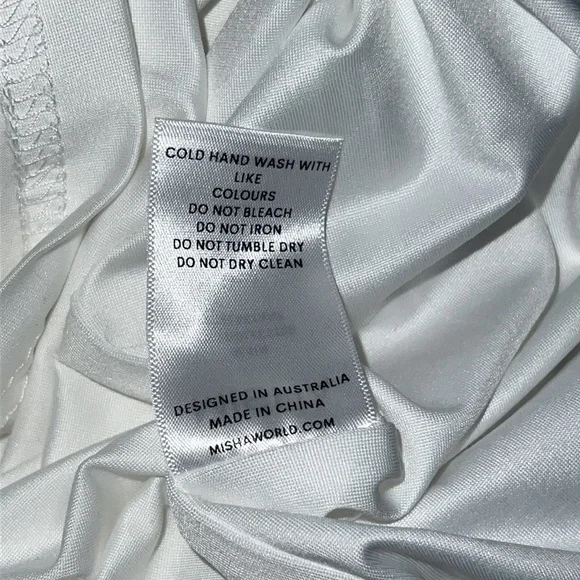 COLD HAND WASH WITH
LIKE
COLOURS
DO NOT BLEACH
DO NOT IRON
DO NOT TUMBLE DRY
DO NOT DRY CLEAN
DESIGNED IN AUSTRALIA
MADE IN CHINA
MISHAWORLD.COM